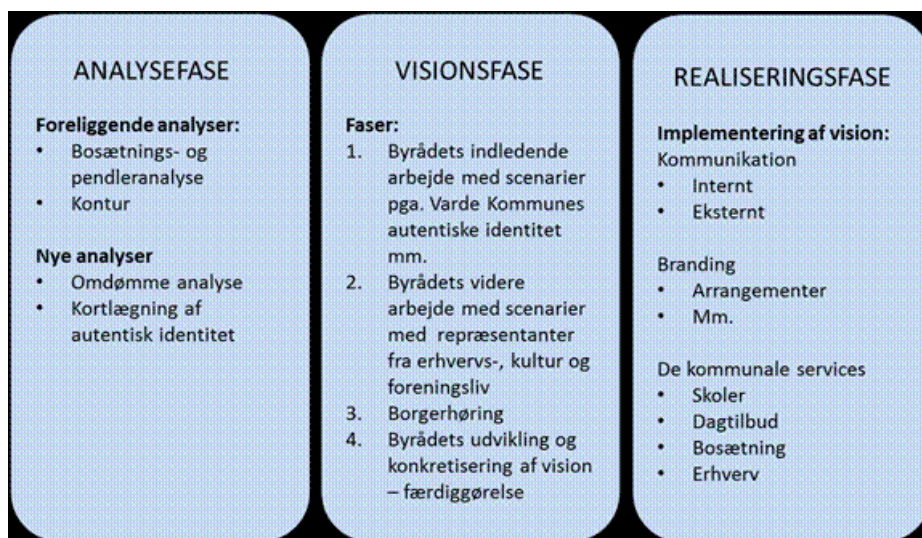 ANALYSEFASE
Foreliggende analyser:
• Bosætnings- og
pendleranalyse
• Kontur
Nye analyser
• Omdømme analyse
• Kortlægning af
autentisk identitet
VISIONSFASE
Faser:
1. Byrådets indledende
arbejde med scenarier
pga. Varde Kommunes
autentiske identitet
mm.
2. Byrådets videre
arbejde med scenarier
med repræsentanter
fra erhvervs-, kultur og
foreningsliv
3. Borgerhøring
4. Byrådets udvikling og
konkretisering af vision
– færdiggørelse
REALISERINGSFASE
Implementering af vision:
Kommunikation
• Internt
• Eksternt
Branding
• Arrangementer
• Mm.
De kommunale services
• Skoler
• Dagtilbud
• Bosætning
• Erhverv